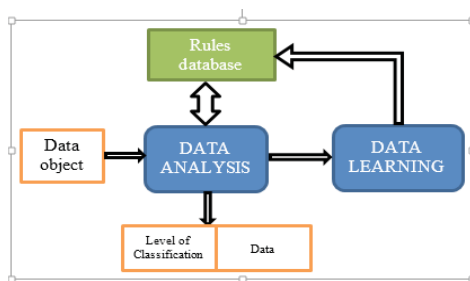 Rules
database
Data
object
DATA
ANALYSIS
DATA
LEARNING
Level of
Classification
Data